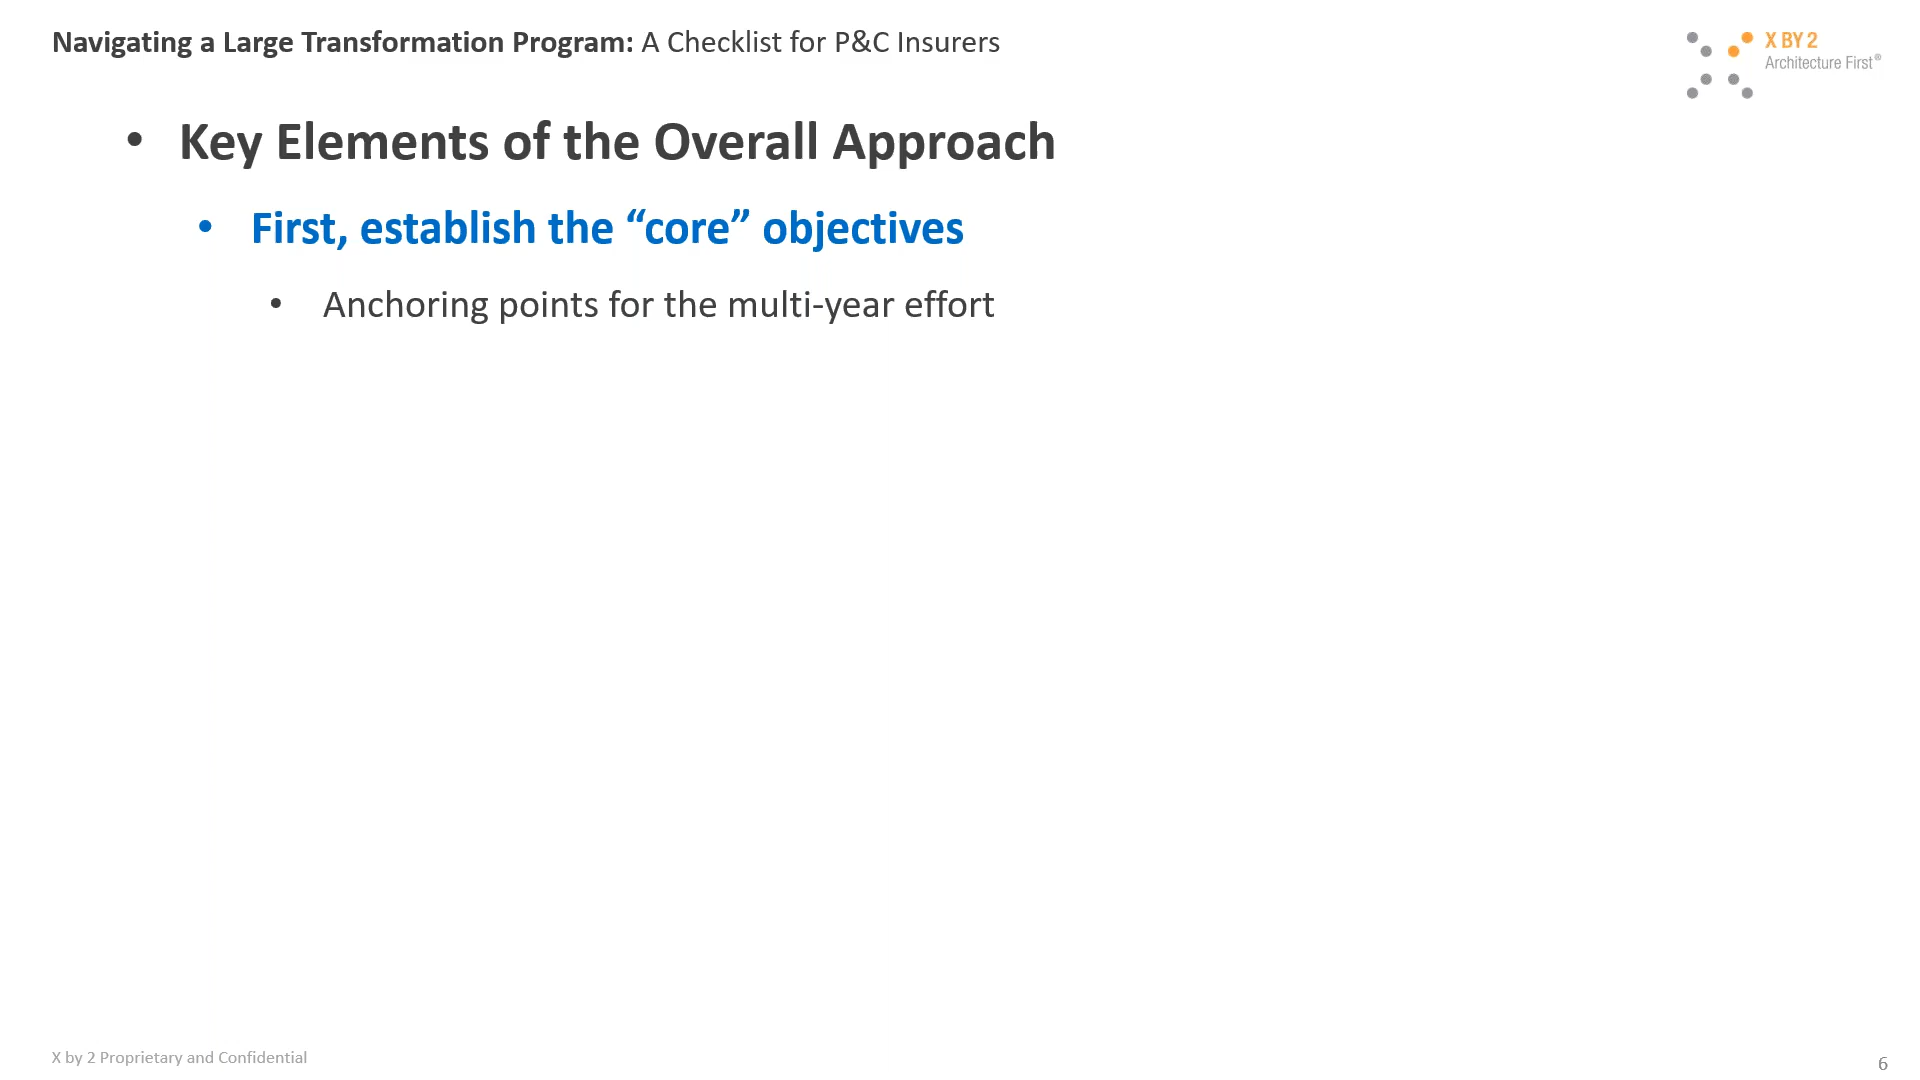 Navigating a Large Transformation Program: A Checklist for P&C Insurers
X BY 2
Architecture First®
• Key Elements of the Overall Approach
• First, establish the “core” objectives
• Anchoring points for the multi-year effort
X by 2 Proprietary and Confidential
6